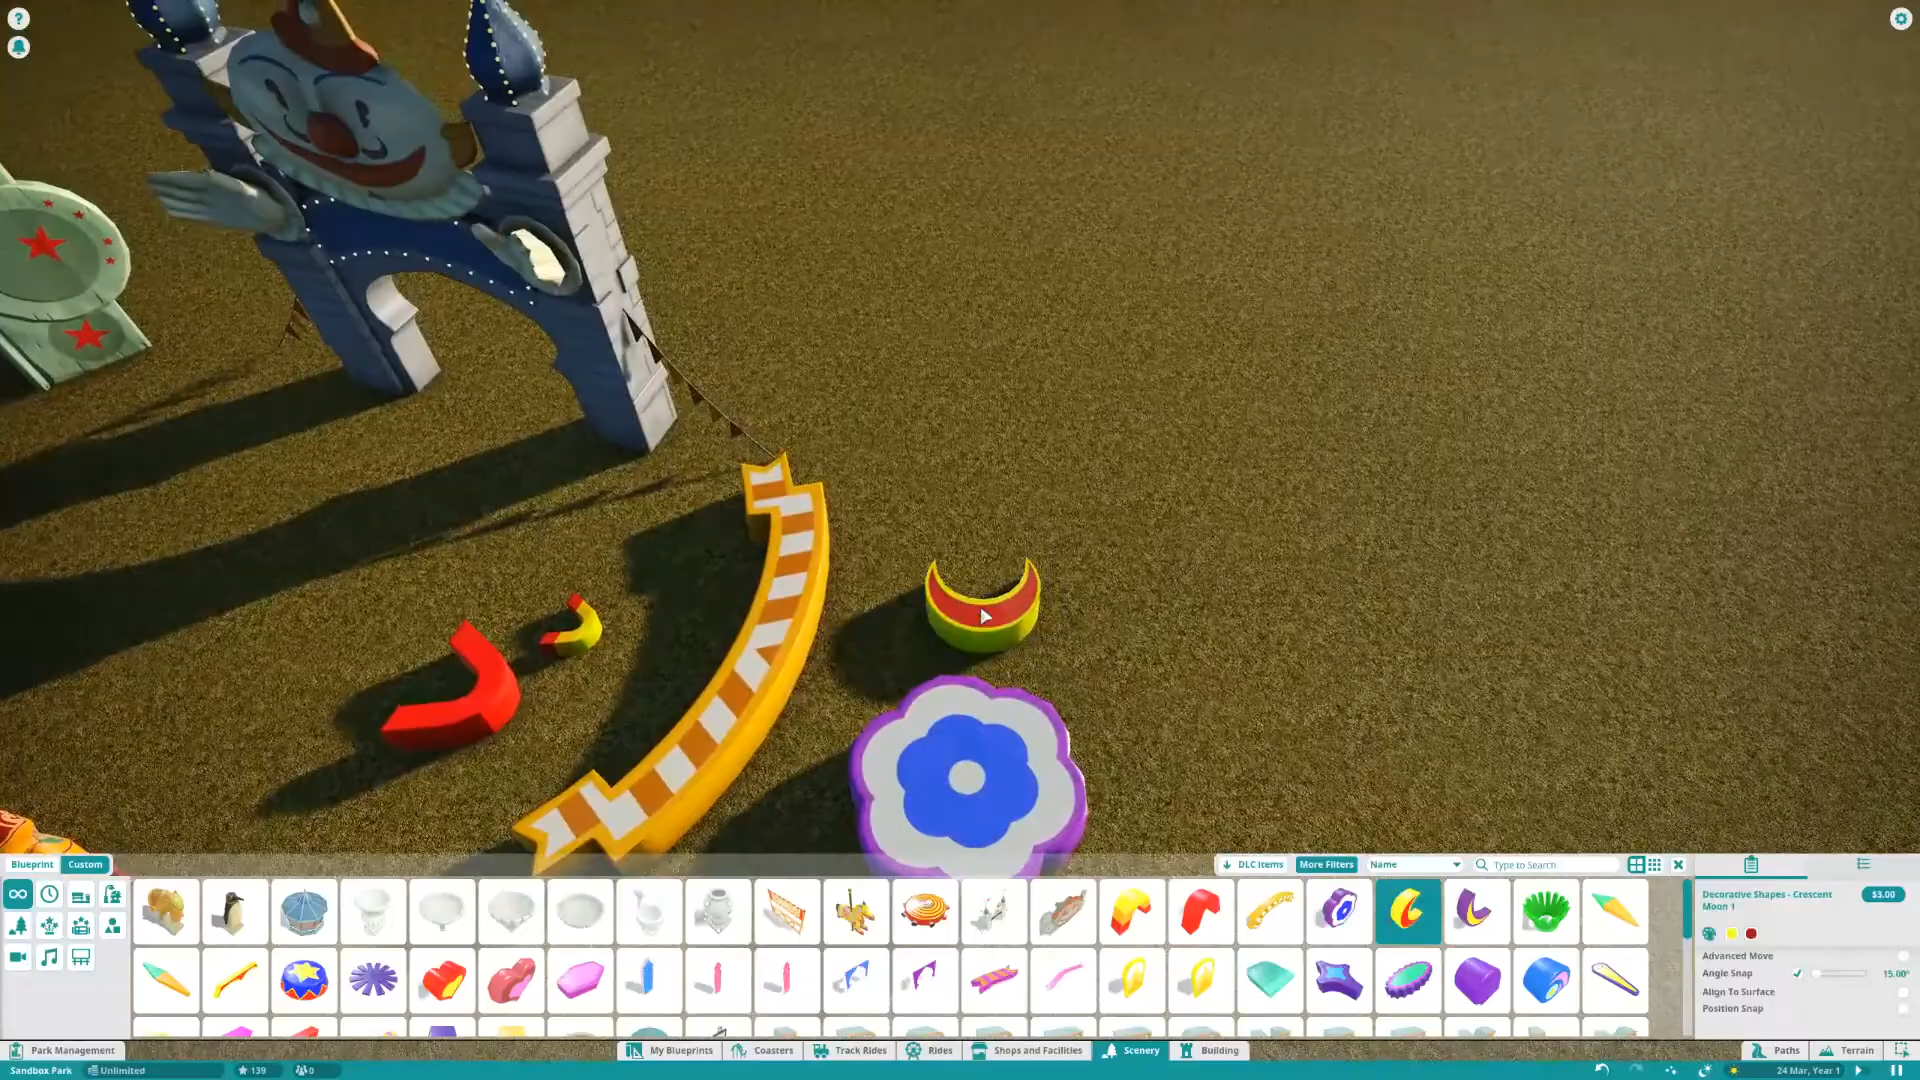 ?
Blueprint
Custom
DLC Items
More Filters
Name
Type to Search
Decorative Shapes - Crescent
Moon 1
$3.00
Advanced Move
Angle Snap
15.00°
Align To Surface
Position Snap
Park Management
My Blueprints
Coasters
Track Rides
Rides
Shops and Facilities
Scenery
Building
Paths
Terrain
Sandbox Park
Unlimited
139
0
24 Mar, Year 1